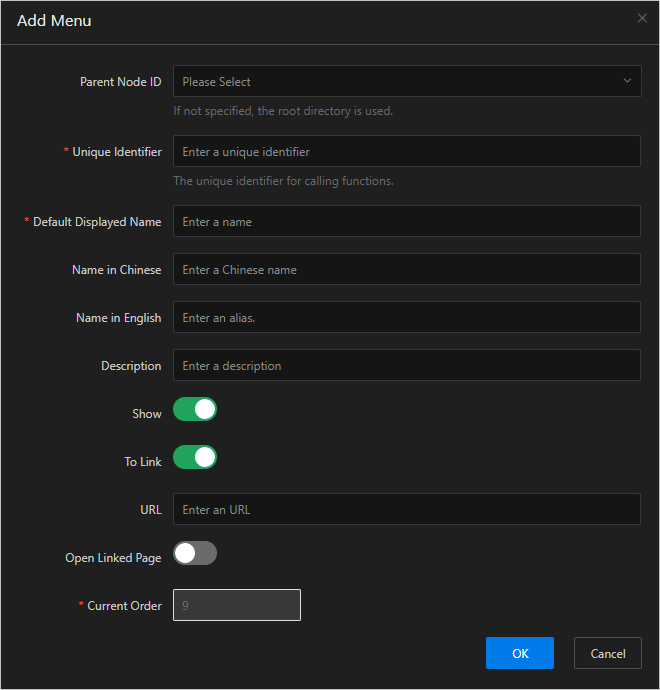 Add Menu
Parent Node ID Please Select
If not specified, the root directory is used.
* Unique Identifier Enter a unique identifier
The unique identifier for calling functions.
* Default Displayed Name Enter a name
Name in Chinese Enter a Chinese name
Name in English Enter an alias.
Description Enter a description
Show
To Link
URL Enter an URL
Open Linked Page
* Current Order 9
OK Cancel